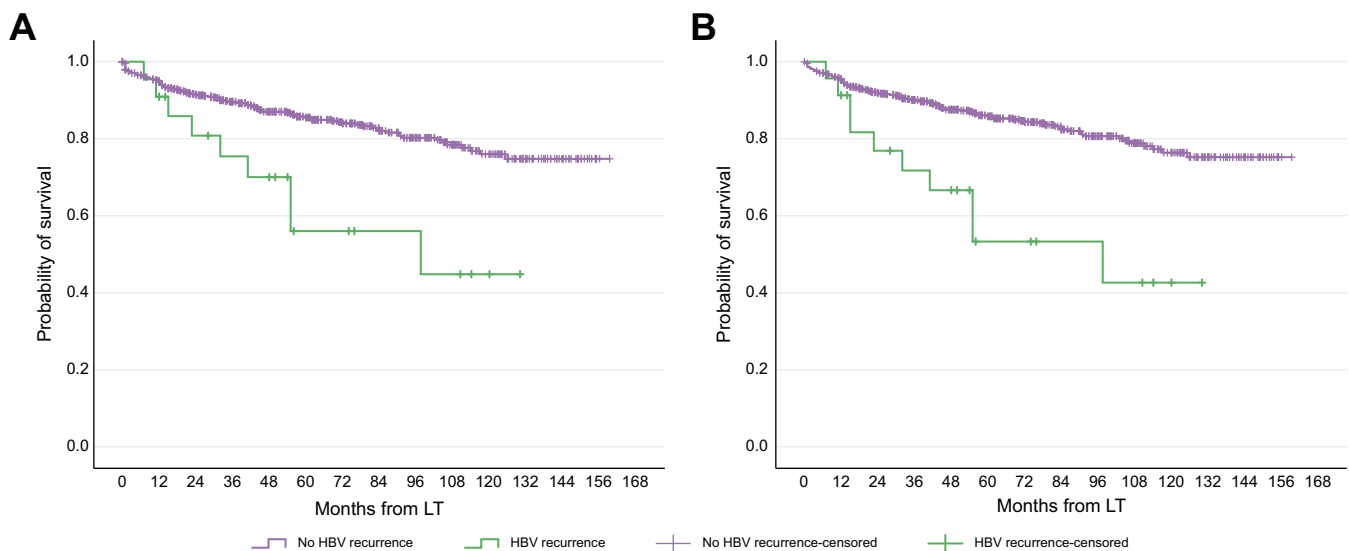 A
B
Probability of survival
1.0
0.8
0.6
0.4
0.2
0.0
0 12 24 36 48 60 72 84 96 108 120 132 144 156 168
Months from LT
Probability of survival
1.0
0.8
0.6
0.4
0.2
0.0
0 12 24 36 48 60 72 84 96 108 120 132 144 156 168
Months from LT
No HBV recurrence HBV recurrence No HBV recurrence-censored HBV recurrence-censored